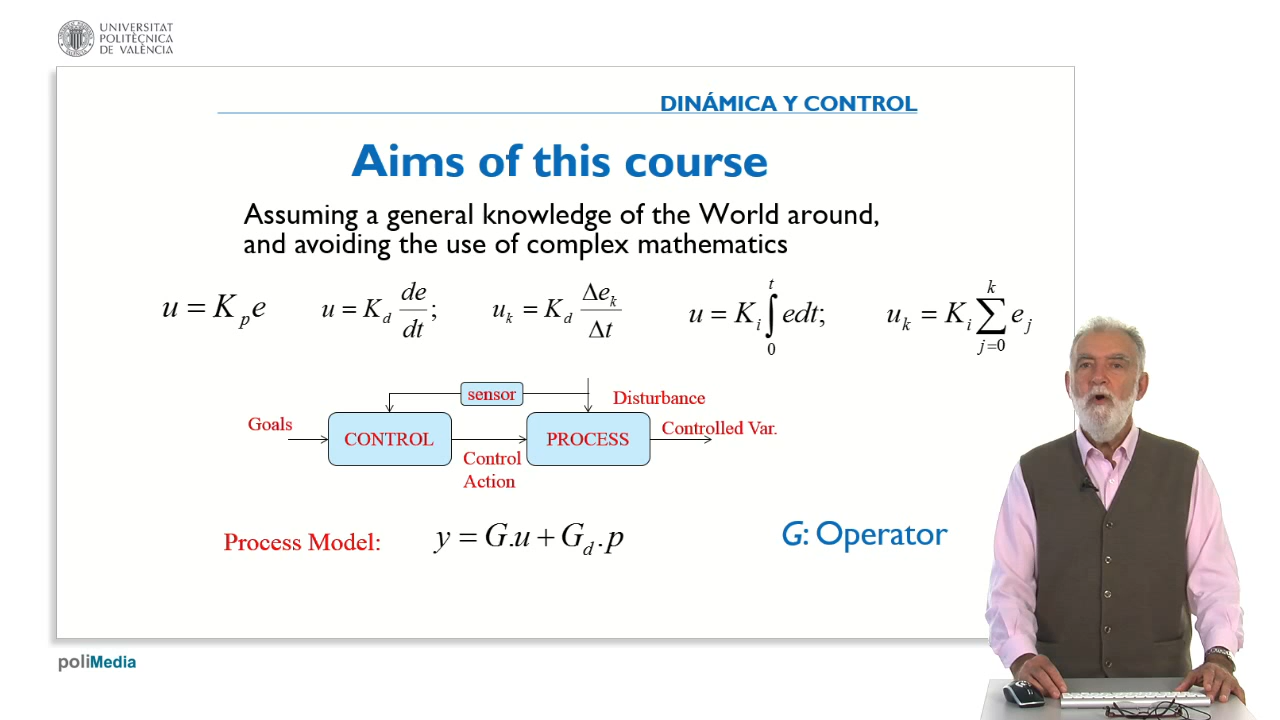 UNIVERSITAT
POLITÈCNICA
DE VALÈNCIA
DINÁMICA Y CONTROL
Aims of this course
Assuming a general knowledge of the World around,
and avoiding the use of complex mathematics
u = K_p e
u = K_d de/dt;
u_k = K_d Δe_k/Δt
u = K_i ∫_0^t edt;
u_k = K_i ∑_{j=0}^k e_j
sensor
Disturbance
Goals
CONTROL
PROCESS
Controlled Var.
Control
Action
Process Model:
y = G.u + G_d.p
G: Operator
poliMedia